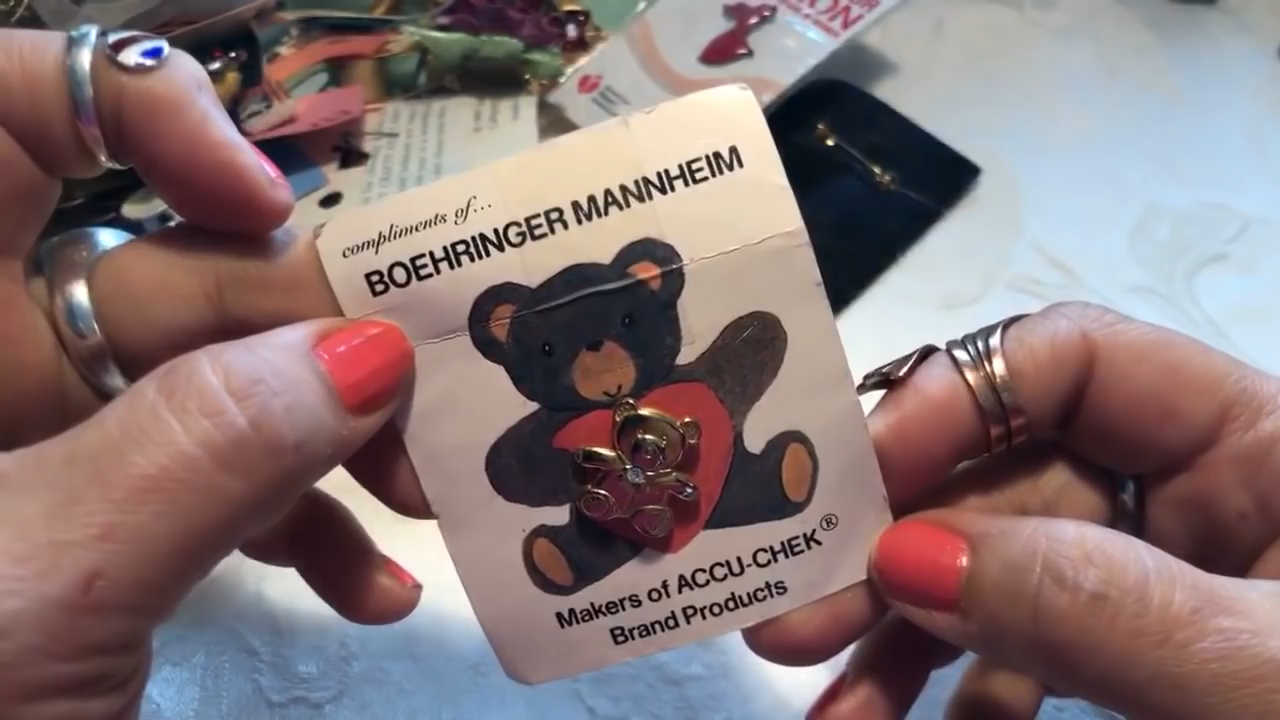 compliments of...
BOEHRINGER MANNHEIM
Makers of ACCU-CHEK®
Brand Products